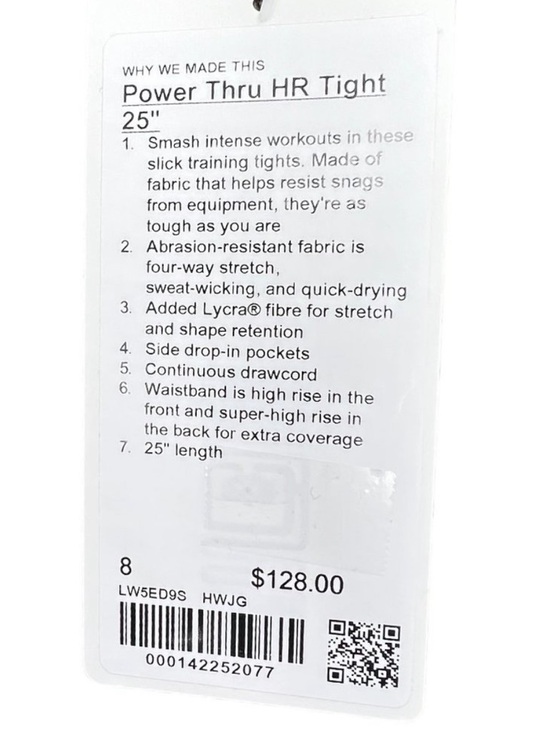 WHY WE MADE THIS
Power Thru HR Tight
25"
1. Smash intense workouts in these
slick training tights. Made of
fabric that helps resist snags
from equipment, they're as
tough as you are
2. Abrasion-resistant fabric is
four-way stretch,
sweat-wicking, and quick-drying
3. Added Lycra® fibre for stretch
and shape retention
4. Side drop-in pockets
5. Continuous drawcord
6. Waistband is high rise in the
front and super-high rise in
the back for extra coverage
7. 25" length
8 $128.00
LW5ED9S HWJG
000142252077